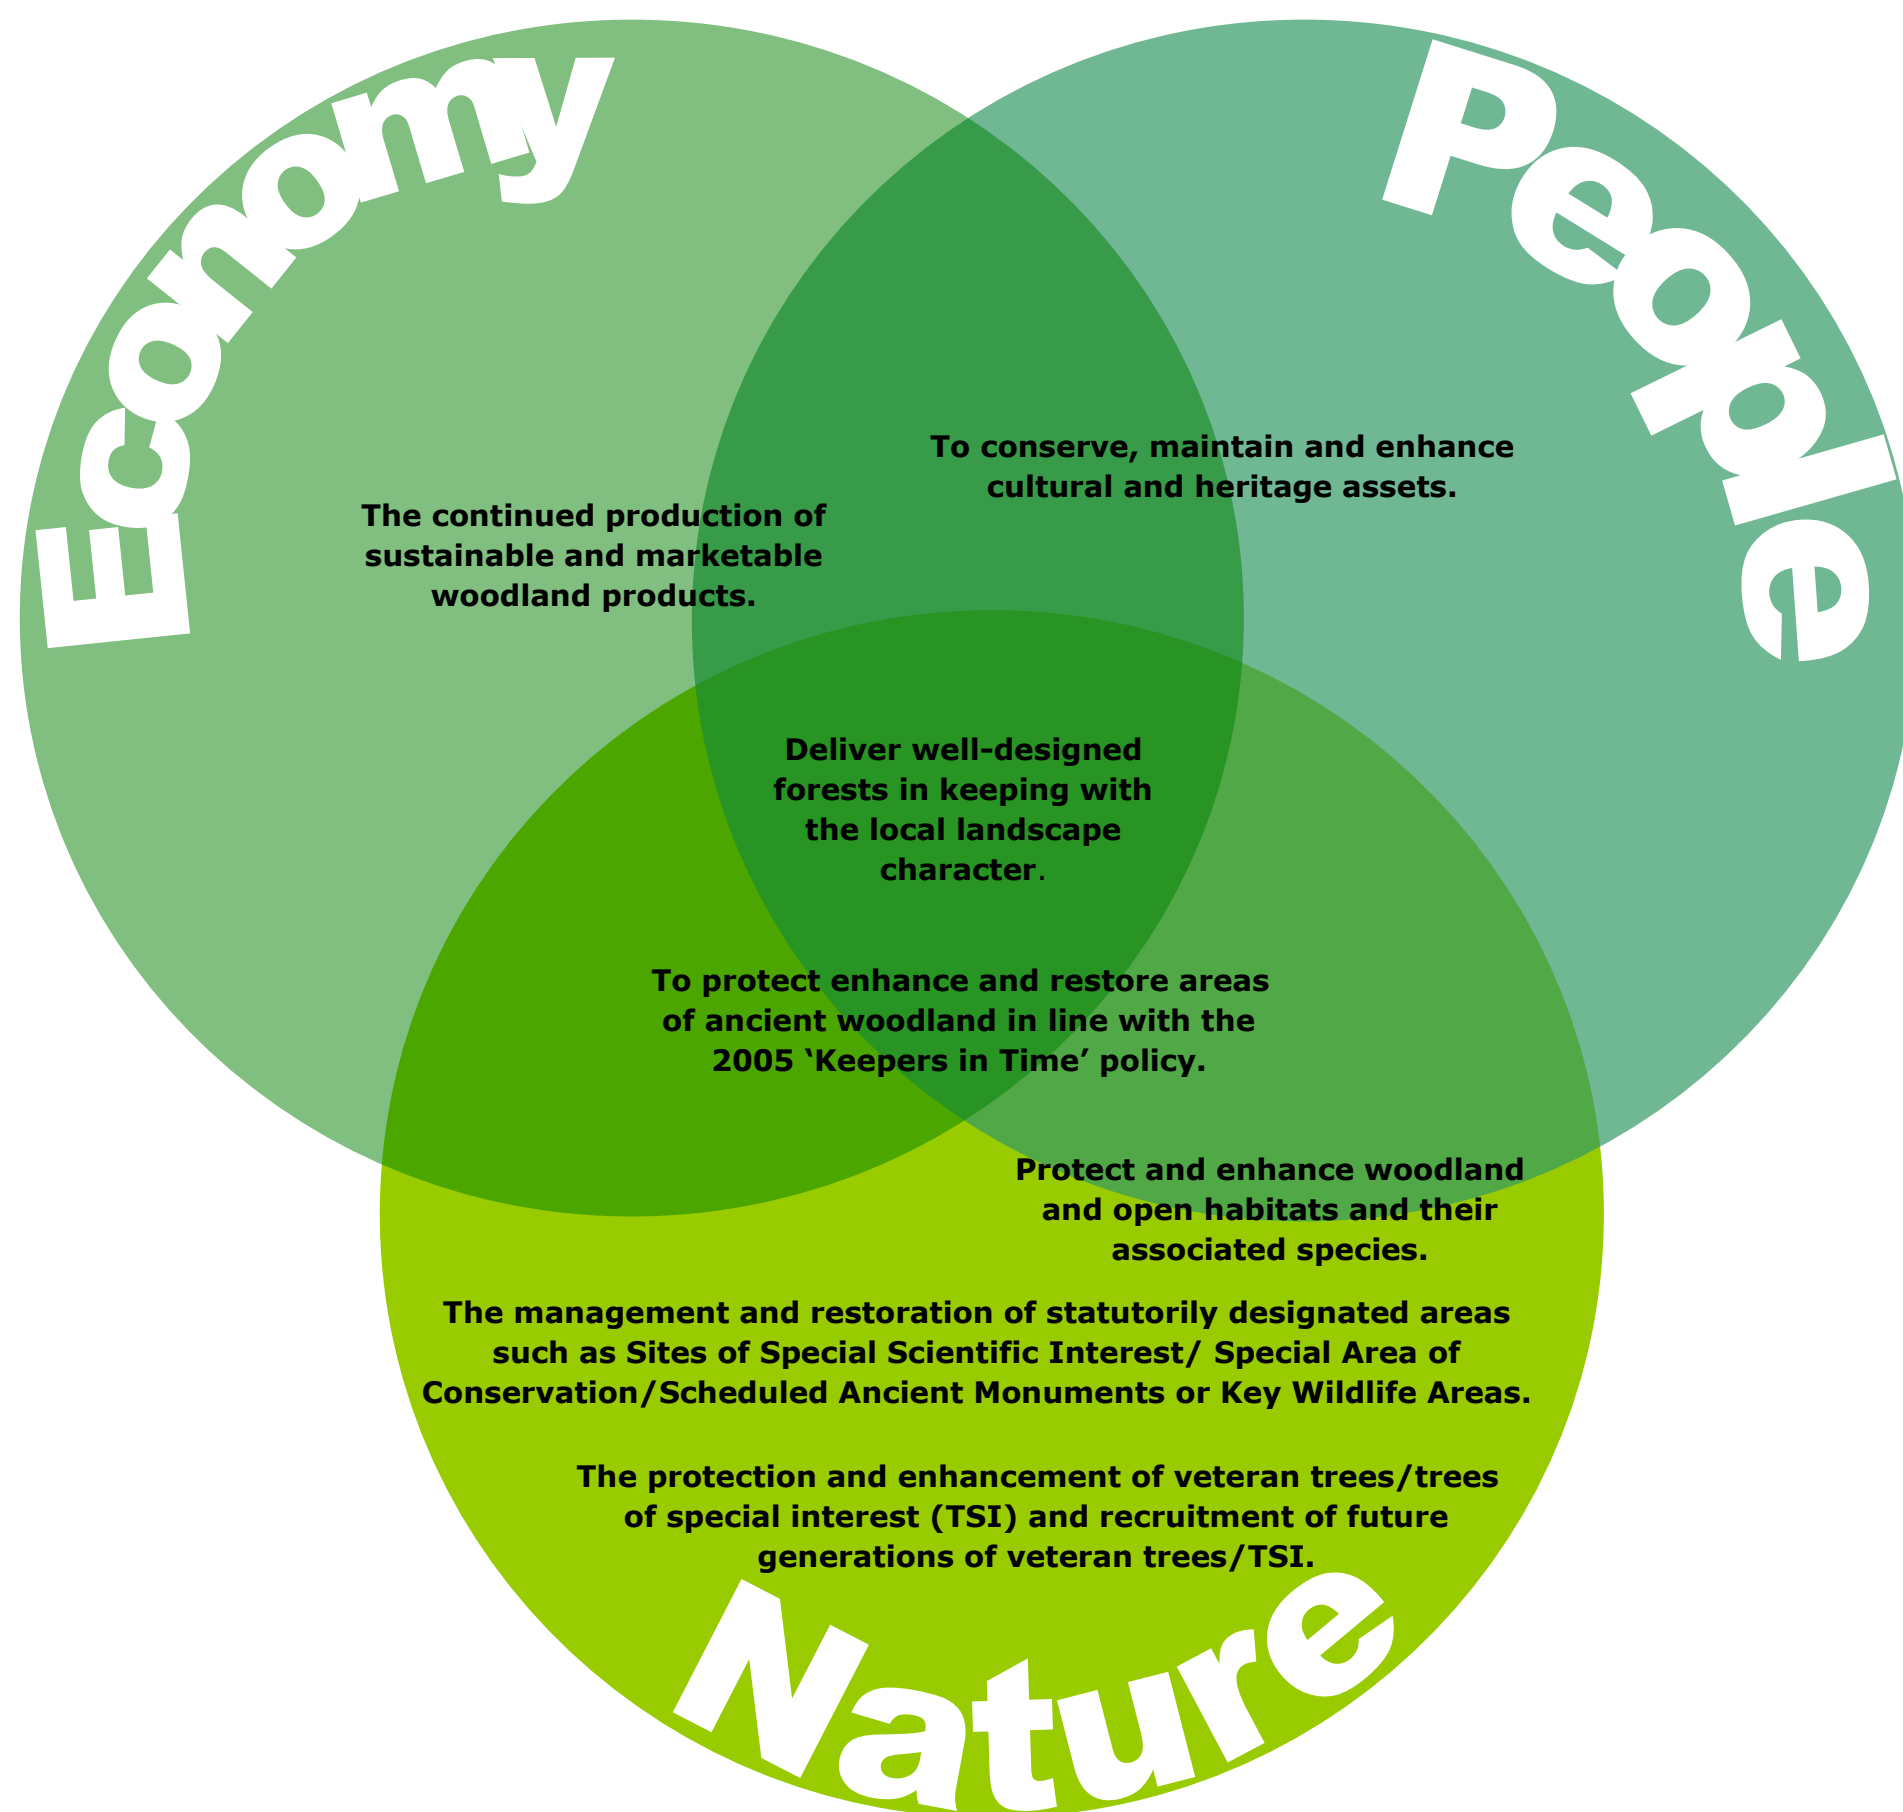 Economy
People
To conserve, maintain and enhance
cultural and heritage assets.
The continued production of
sustainable and marketable
woodland products.
Deliver well-designed
forests in keeping with
the local landscape
character.
To protect enhance and restore areas
of ancient woodland in line with the
2005 ‘Keepers in Time’ policy.
Protect and enhance woodland
and open habitats and their
associated species.
The management and restoration of statutorily designated areas
such as Sites of Special Scientific Interest/ Special Area of
Conservation/Scheduled Ancient Monuments or Key Wildlife Areas.
The protection and enhancement of veteran trees/trees
of special interest (TSI) and recruitment of future
generations of veteran trees/TSI.
Nature